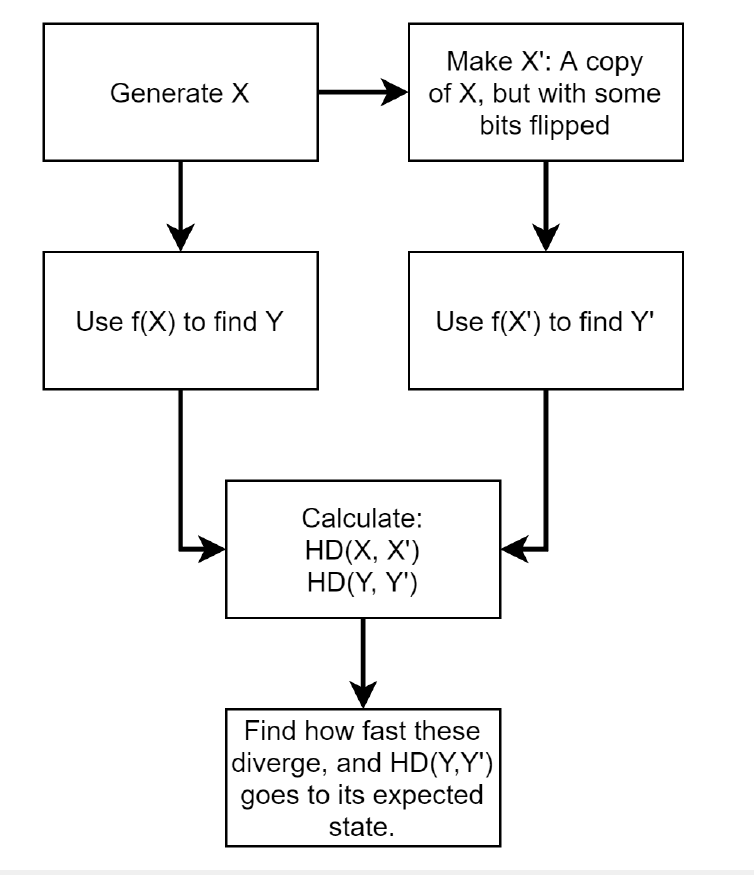 Generate X
Make X': A copy
of X, but with some
bits flipped
Use f(X) to find Y
Use f(X') to find Y'
Calculate:
HD(X, X')
HD(Y, Y')
Find how fast these
diverge, and HD(Y,Y')
goes to its expected
state.